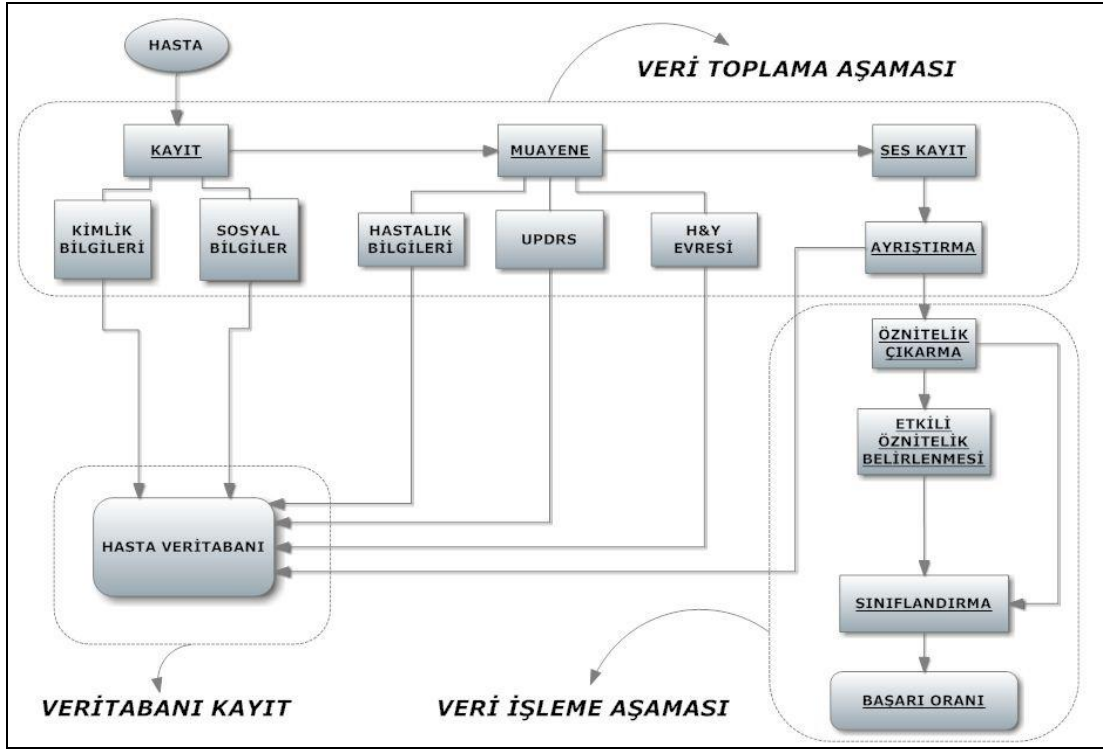 HASTA
VERİ TOPLAMA AŞAMASI
KAYIT
MUAYENE
SES KAYIT
KİMLİK
BİLGİLERİ
SOSYAL
BİLGİLER
HASTALIK
BİLGİLERİ
UPDRS
H&Y
EVRESİ
AYRIŞTIRMA
ÖZNİTELİK
ÇIKARMA
ETKİLİ
ÖZNİTELİK
BELİRLENMESİ
HASTA VERİTABANI
SINIFLANDIRMA
BAŞARI ORANI
VERİTABANI KAYIT
VERİ İŞLEME AŞAMASI